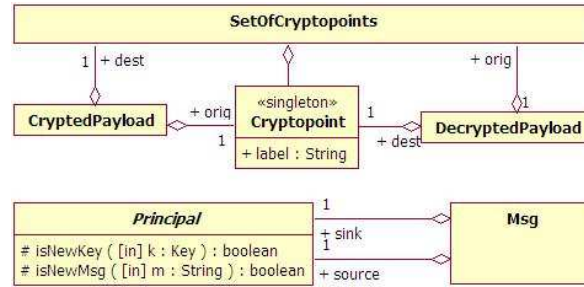 SetOfCryptopoints
1
+ dest
+ orig
CryptedPayload
+ orig
1
«singleton»
Cryptopoint
+ label : String
1
+ dest
1
DecryptedPayload
Principal
# isNewKey ( [in] k : Key ) : boolean
# isNewMsg ( [in] m : String ) : boolean
1
+ sink
1
+ source
Msg